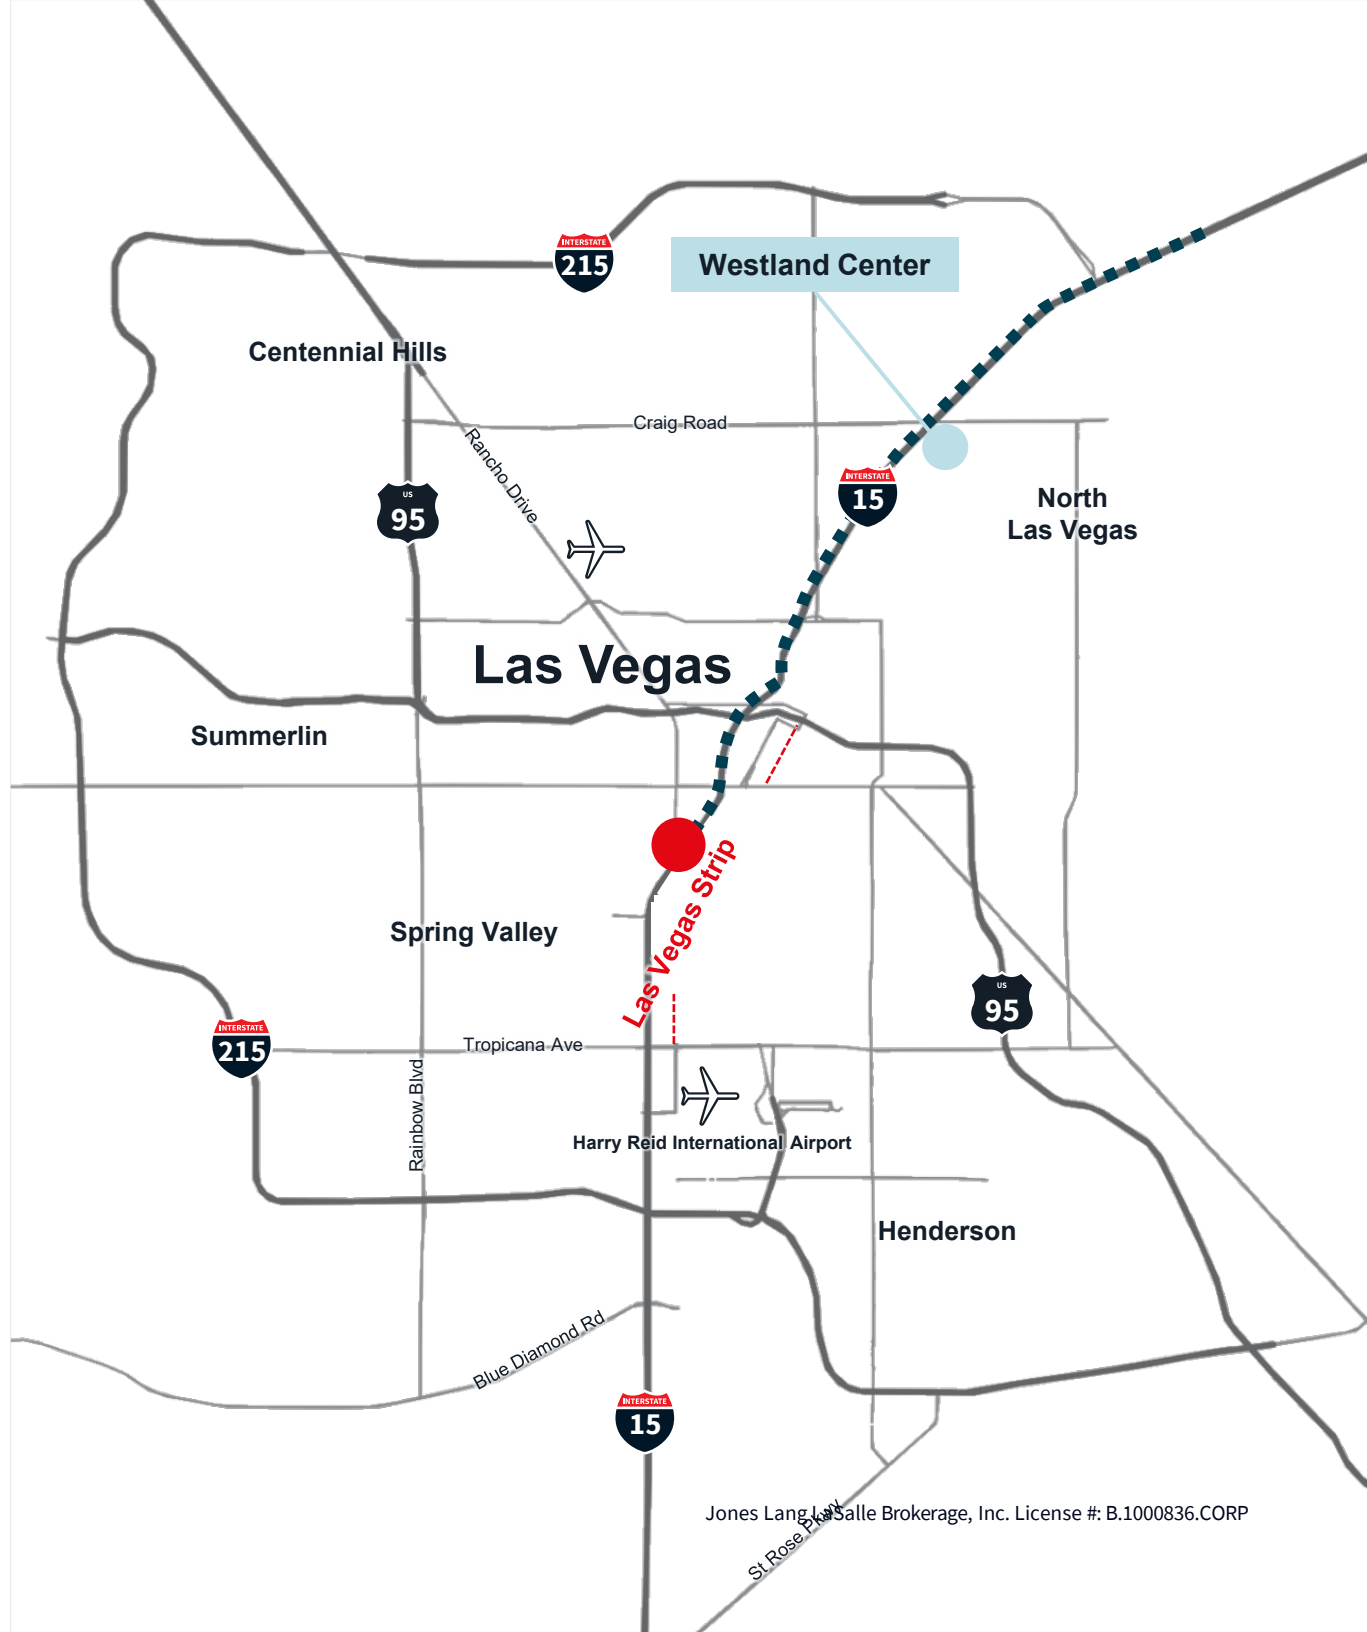 INTERSTATE
215
Westland Center
Centennial Hills
Craig Road
Rancho Drive
INTERSTATE
15
US
95
North
Las Vegas
Las Vegas
Summerlin
Las Vegas Strip
Spring Valley
US
95
INTERSTATE
215
Tropicana Ave
Rainbow Blvd
Harry Reid International Airport
Henderson
Blue Diamond Rd
INTERSTATE
15
Jones Lang LaSalle Brokerage, Inc. License #: B.1000836.CORP
St Rose Pkwy